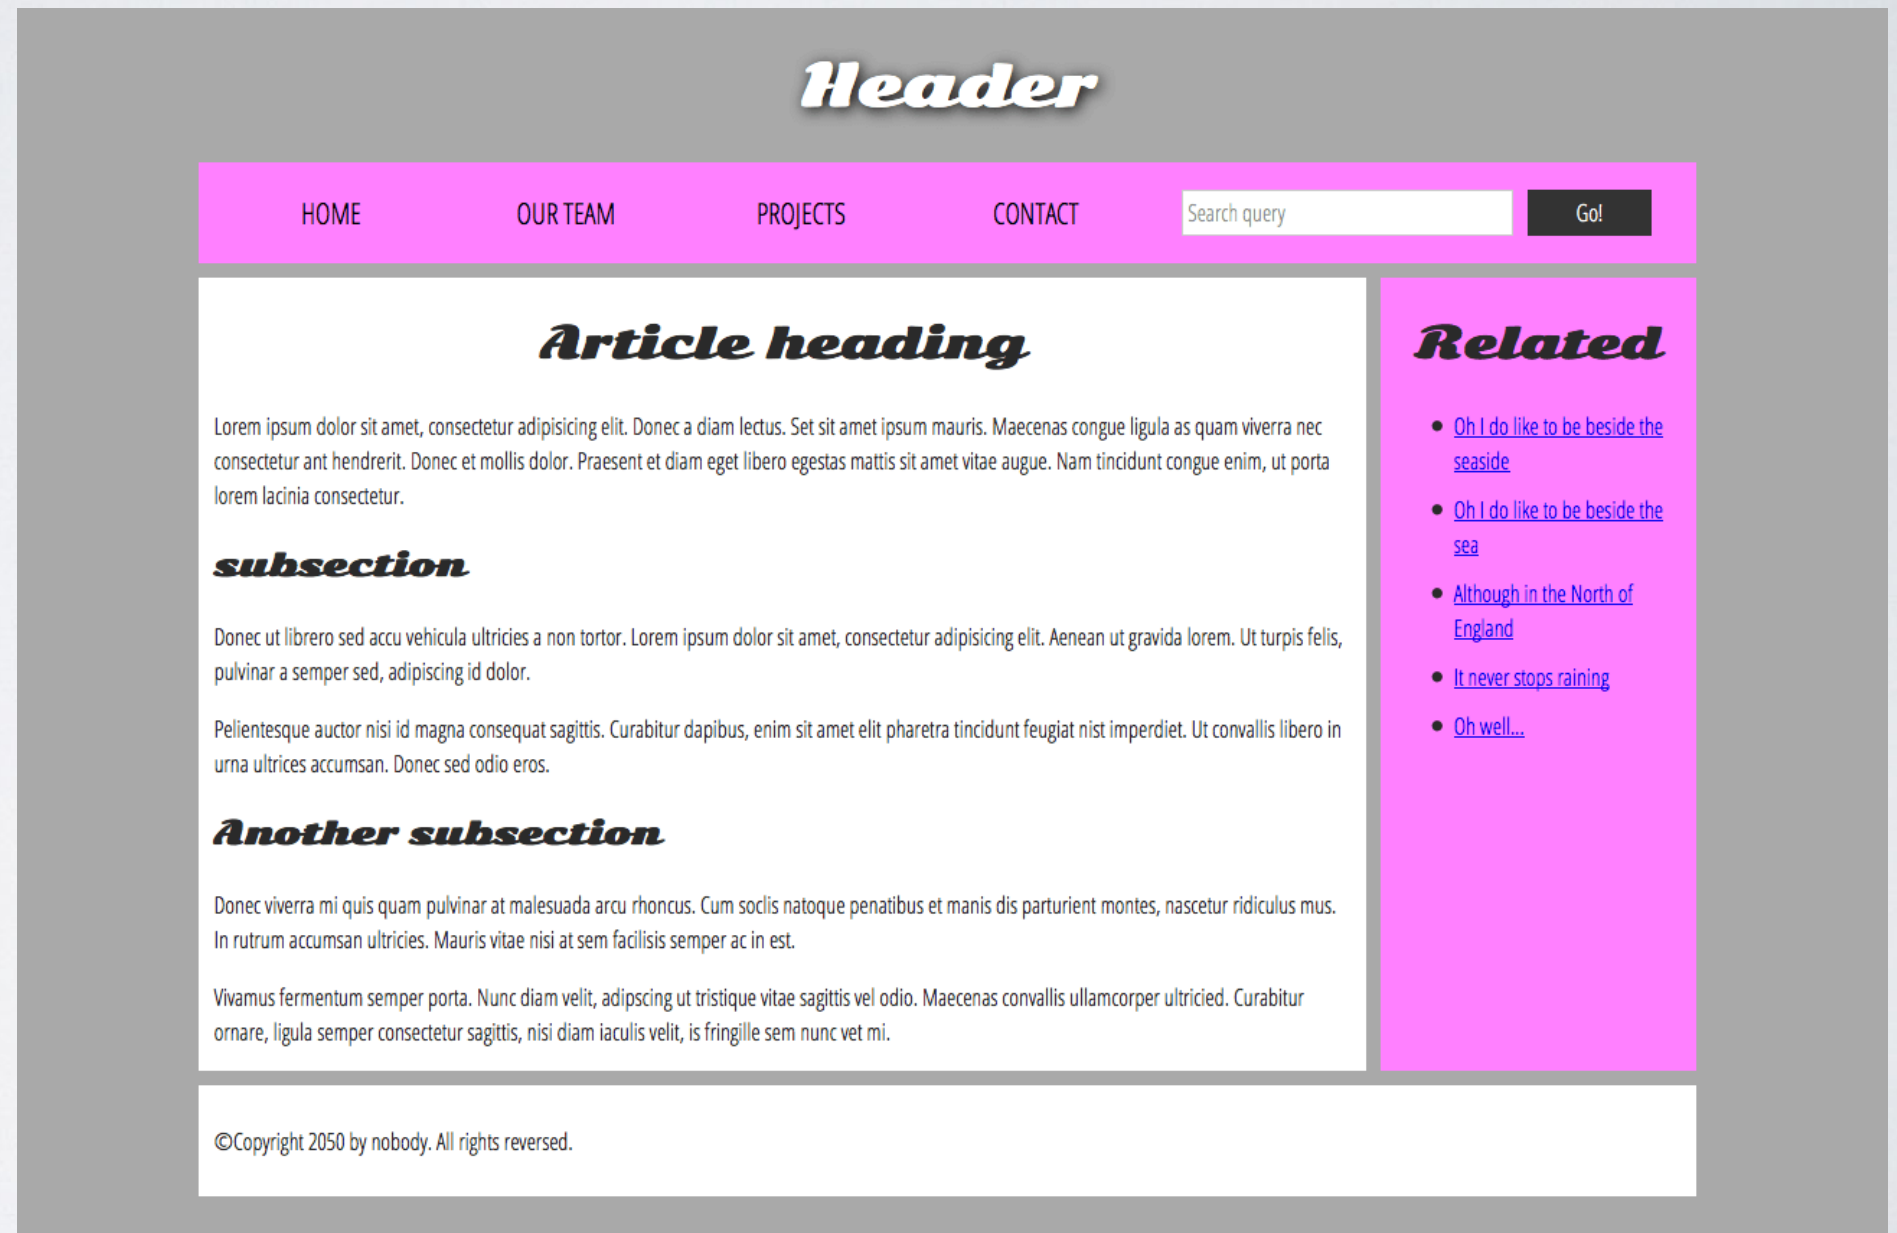 Header
HOME
OUR TEAM
PROJECTS
CONTACT
Search query
Go!
Article heading
Lorem ipsum dolor sit amet, consectetur adipisicing elit. Donec a diam lectus. Set sit amet ipsum mauris. Maecenas congue ligula as quam viverra nec
consectetur ant hendrerit. Donec et mollis dolor. Praesent et diam eget libero egestas mattis sit amet vitae augue. Nam tincidunt congue enim, ut porta
lorem lacinia consectetur.
subsection
Donec ut librero sed accu vehicula ultricies a non tortor. Lorem ipsum dolor sit amet, consectetur adipisicing elit. Aenean ut gravida lorem. Ut turpis felis,
pulvinar a semper sed, adipiscing id dolor.
Pelientesque auctor nisi id magna consequat sagittis. Curabitur dapibus, enim sit amet elit pharetra tincidunt feugiat nist imperdiet. Ut convallis libero in
urna ultrices accumsan. Donec sed odio eros.
Another subsection
Donec viverra mi quis quam pulvinar at malesuada arcu rhoncus. Cum soclis natoque penatibus et manis dis parturient montes, nascetur ridiculus mus.
In rutrum accumsan ultricies. Mauris vitae nisi at sem facilisis semper ac in est.
Vivamus fermentum semper porta. Nunc diam velit, adipscing ut tristique vitae sagittis vel odio. Maecenas convallis ullamcorper ultricied. Curabitur
ornare, ligula semper consectetur sagittis, nisi diam iaculis velit, is fringille sem nunc vet mi.
Related
Oh I do like to be beside the
seaside
Oh I do like to be beside the
sea
Although in the North of
England
It never stops raining
Oh well...
©Copyright 2050 by nobody. All rights reversed.